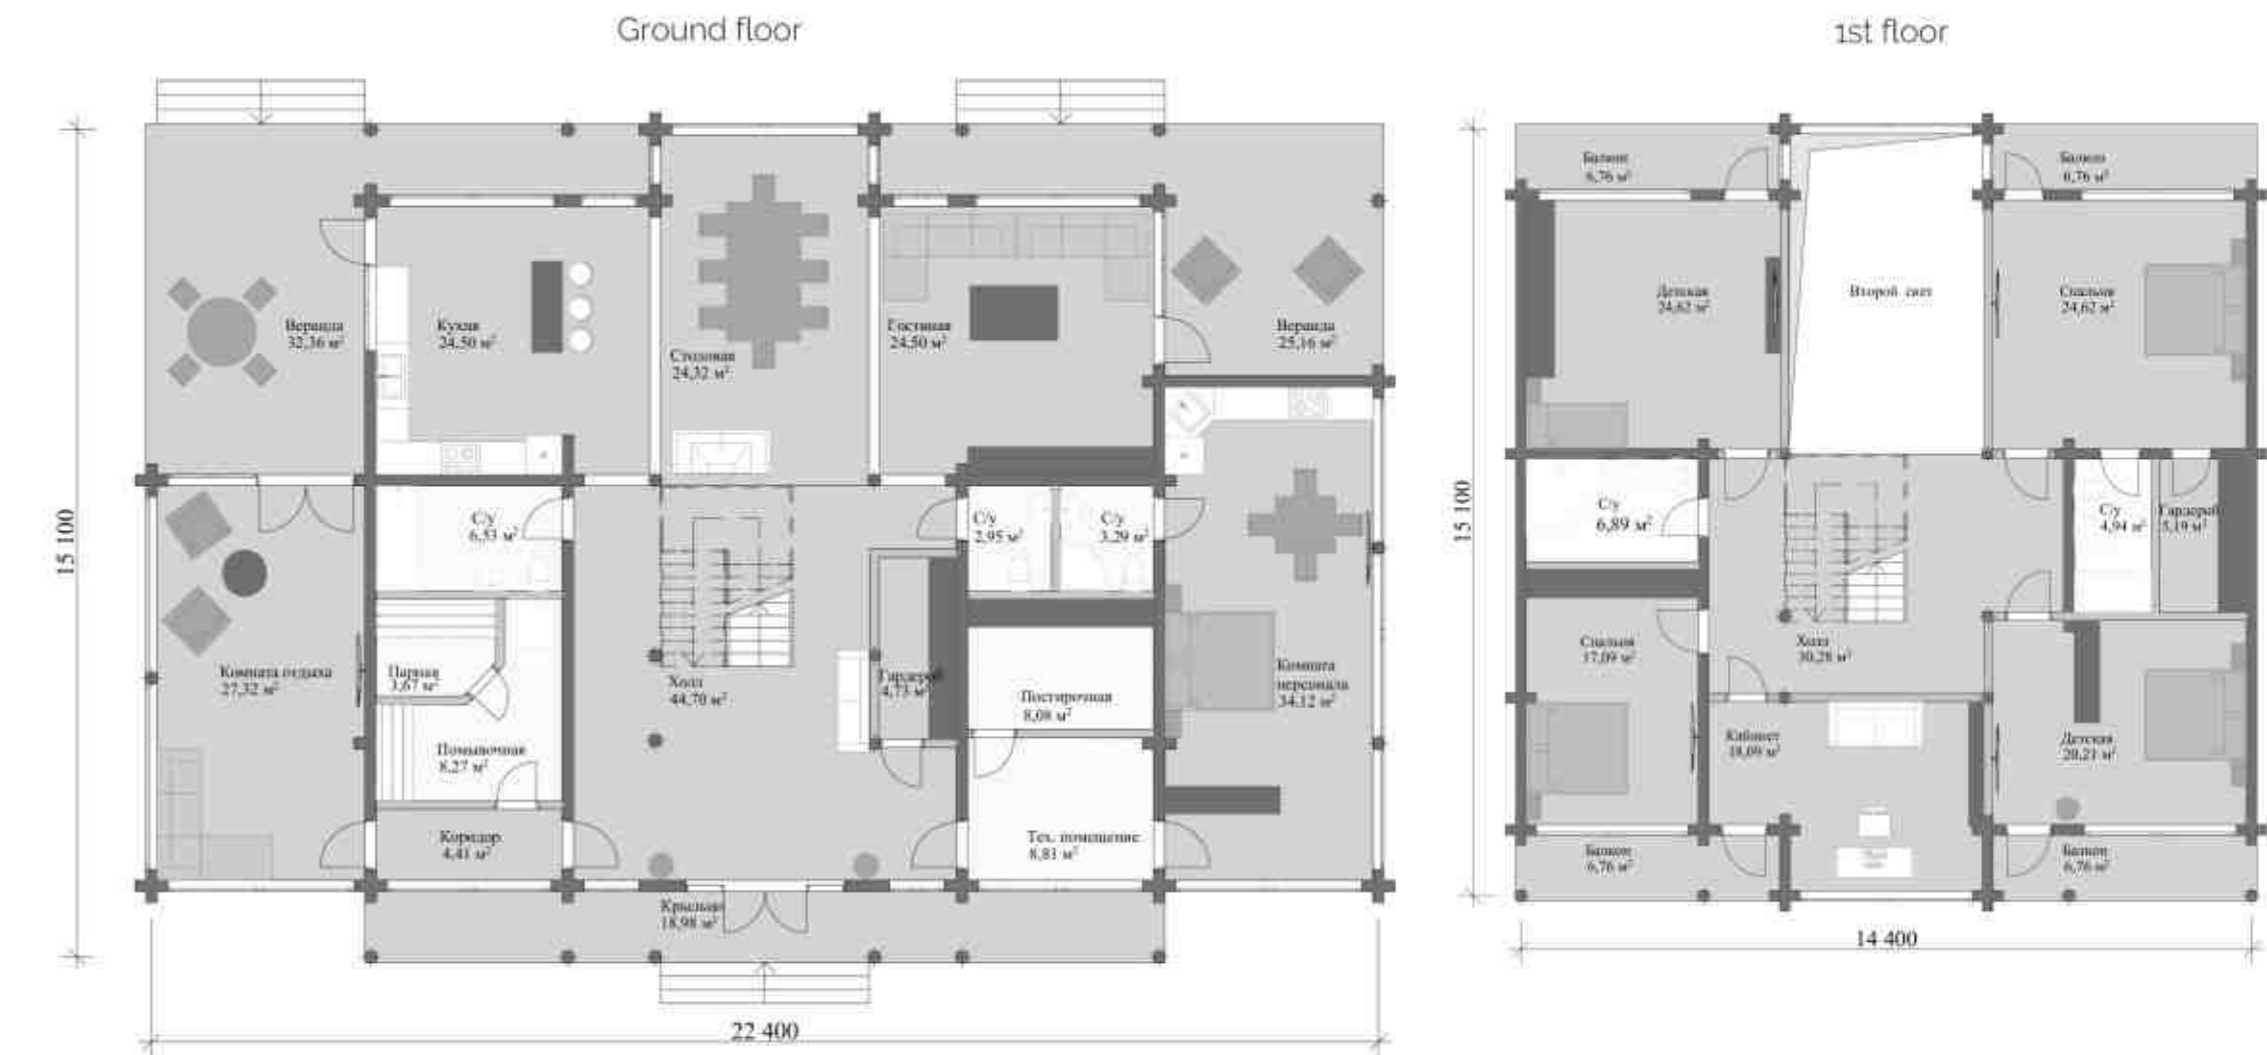 Ground floor
1st floor
Веранда
32,36 м²
Кухня
24,50 м²
Столовая
24,32 м²
Гостиная
24,50 м²
Веранда
25,16 м²
С/у
6,53 м²
С/у
2,95 м²
С/у
3,29 м²
Комната отдыха
27,32 м²
Парная
3,67 м²
Холл
44,70 м²
Гардероб
4,73 м²
Постирочная
8,08 м²
Комната
персонала
34,12 м²
Помывочная
8,27 м²
Коридор
4,41 м²
Тех. помещение
8,81 м²
Крыльцо
18,98 м²
15 100
22 400
Балкон
6,76 м²
Балкон
6,76 м²
Детская
24,62 м²
Второй свет
Спальня
24,62 м²
С/у
6,89 м²
С/у
4,94 м²
Гардероб
5,19 м²
Спальня
17,09 м²
Холл
30,28 м²
Кабинет
18,09 м²
Детская
20,21 м²
Балкон
6,76 м²
Балкон
6,76 м²
15 100
14 400